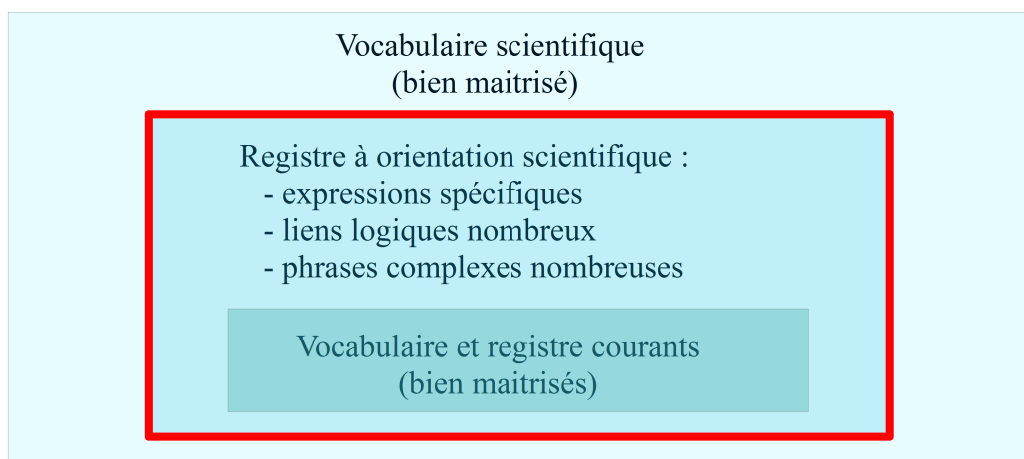 Vocabulaire scientifique
(bien maitrisé)
Registre à orientation scientifique :
- expressions spécifiques
- liens logiques nombreux
- phrases complexes nombreuses
Vocabulaire et registre courants
(bien maitrisés)